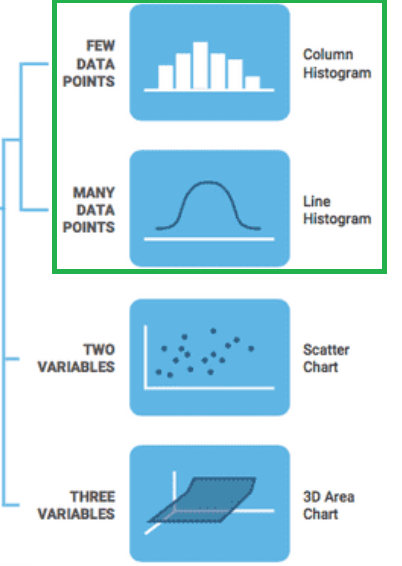 FEW
DATA
POINTS
Column
Histogram
MANY
DATA
POINTS
Line
Histogram
TWO
VARIABLES
Scatter
Chart
THREE
VARIABLES
3D Area
Chart